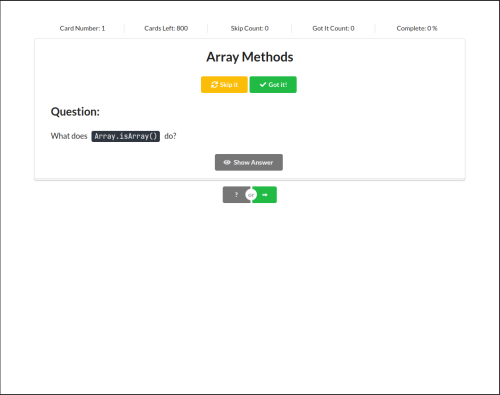 Card Number: 1 Cards Left: 800 Skip Count: 0 Got It Count: 0 Complete: 0 %
Array Methods
Skip it Got it!
Question:
What does Array.isArray() do?
Show Answer
? or